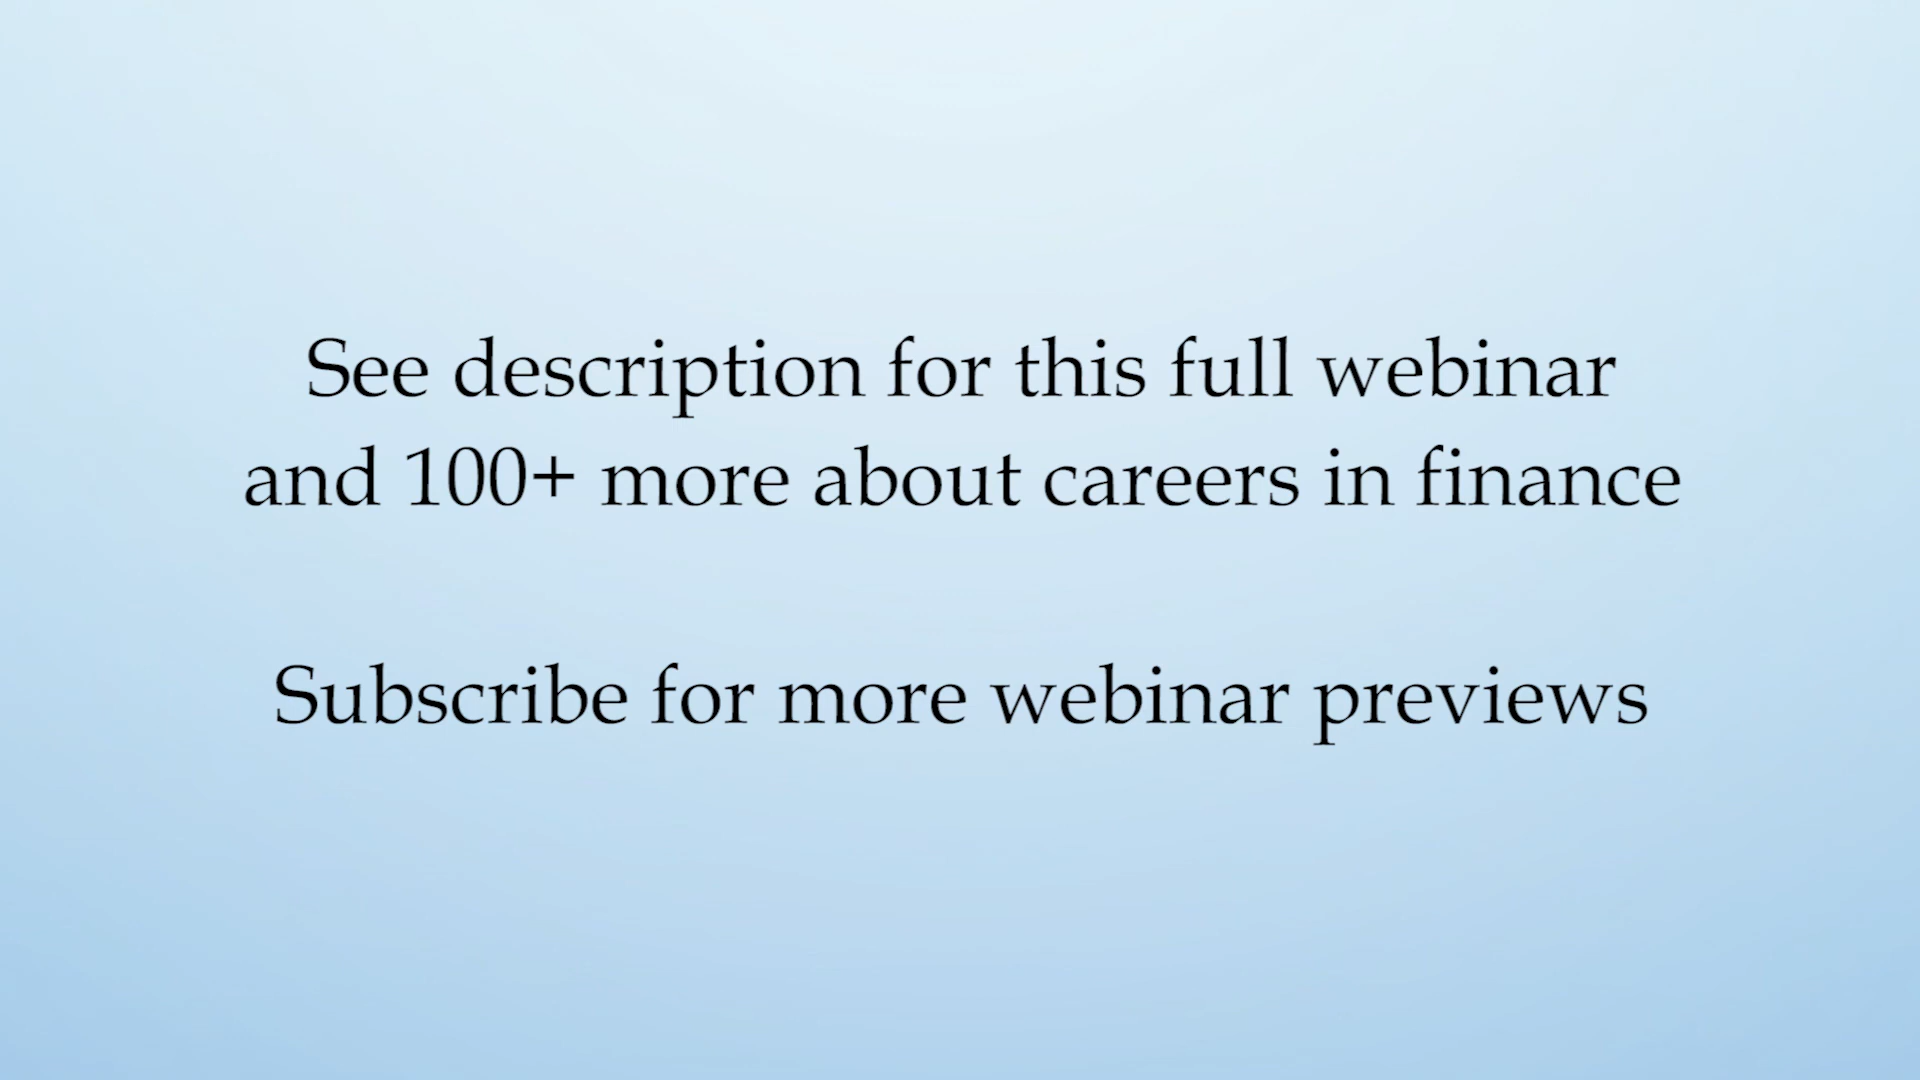 See description for this full webinar
and 100+ more about careers in finance
Subscribe for more webinar previews